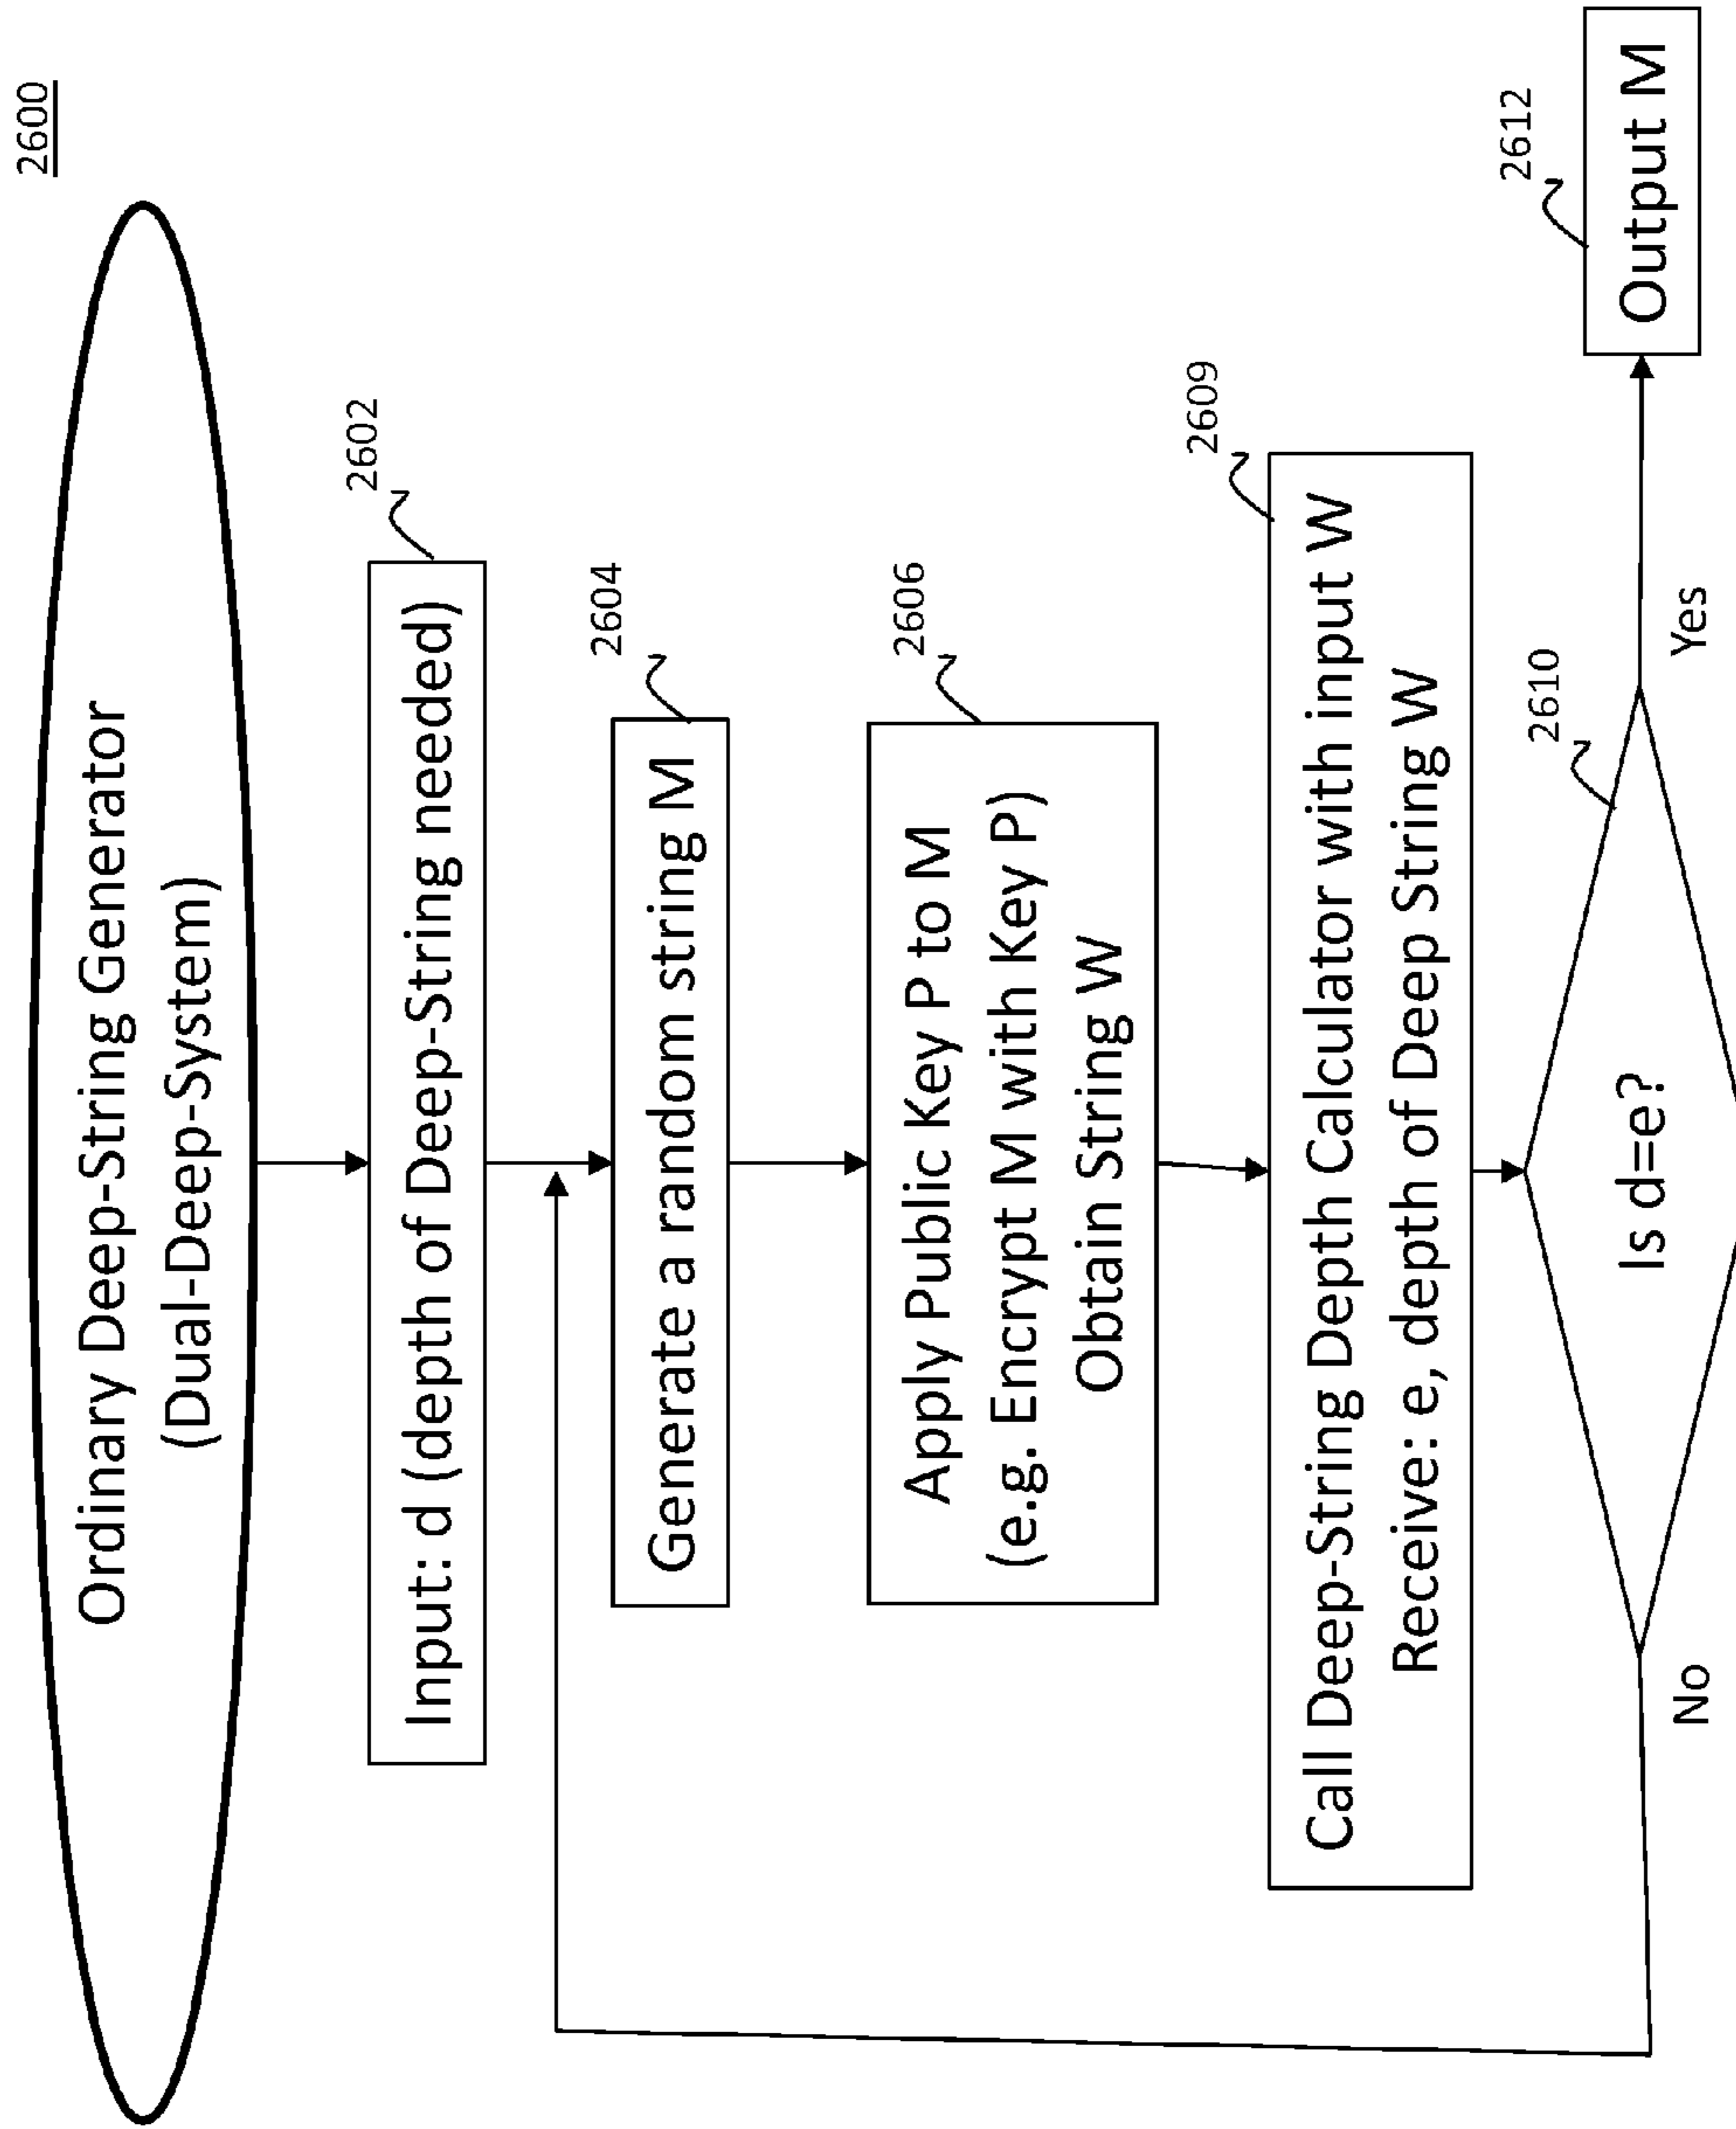 2600
Ordinary Deep-String Generator
(Dual-Deep-System)
2602
Input: d (depth of Deep-String needed)
2604
Generate a random string M
2606
Apply Public Key P to M
(e.g. Encrypt M with Key P)
Obtain String W
2609
Call Deep-String Depth Calculator with input W
Receive: e, depth of Deep String W
2610
Is d=e?
No
Yes
2612
Output M